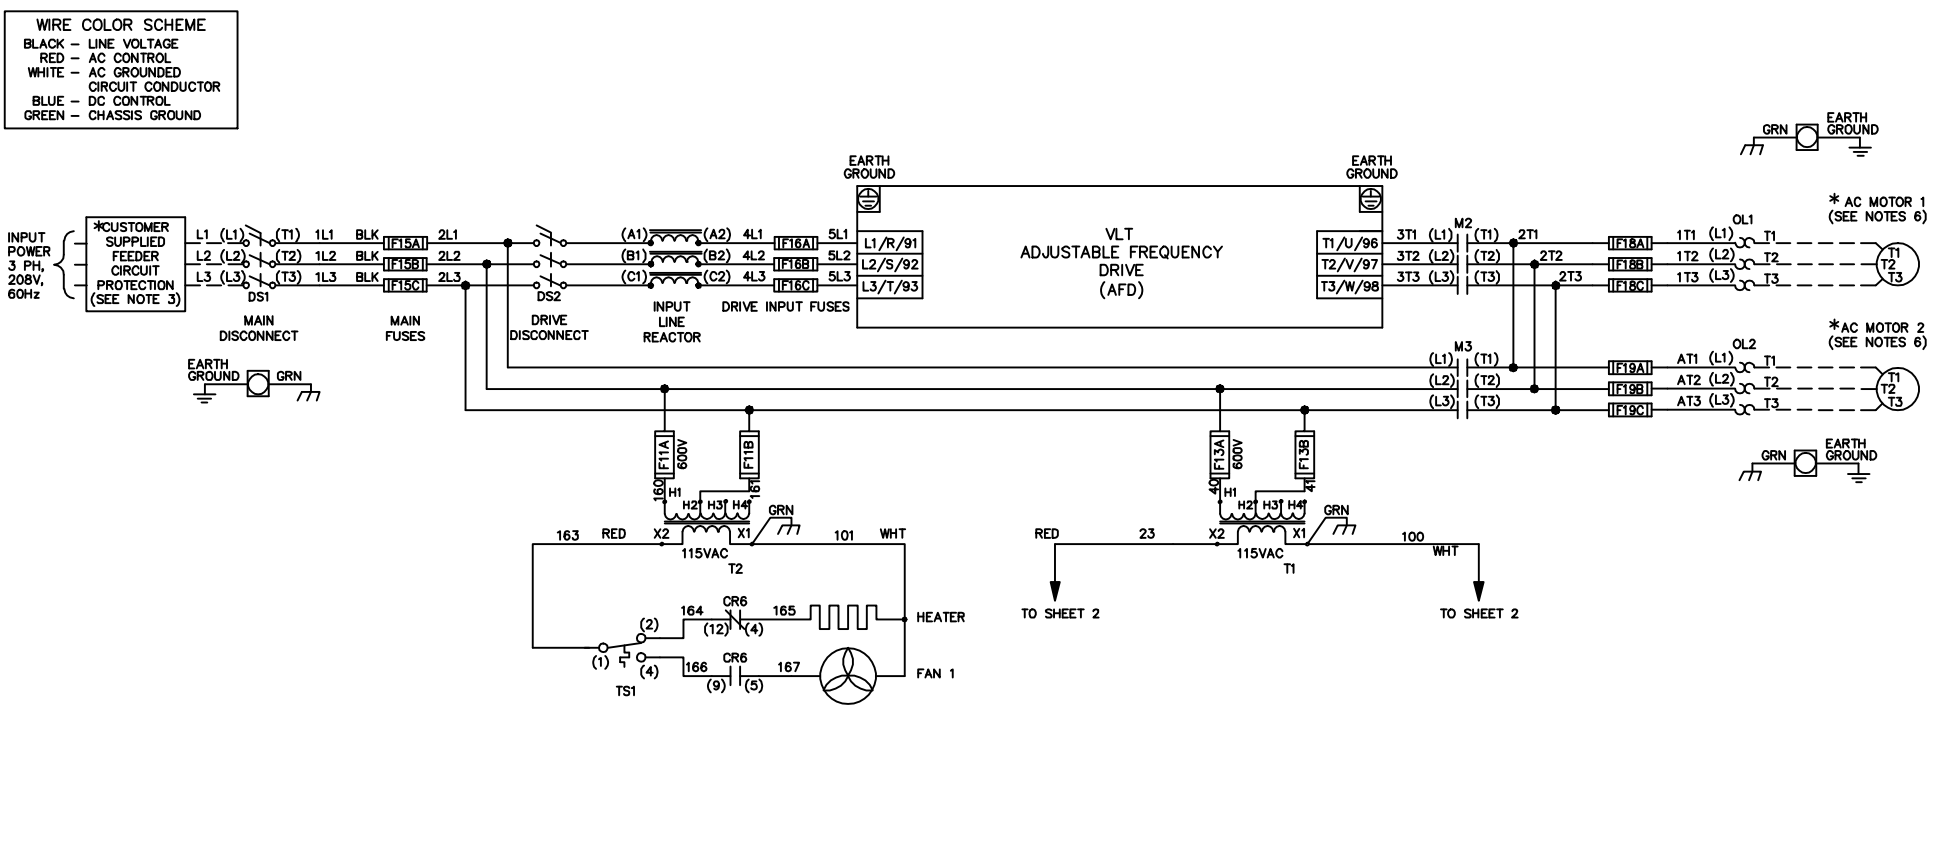 WIRE COLOR SCHEME
BLACK – LINE VOLTAGE
RED – AC CONTROL
WHITE – AC GROUNDED
CIRCUIT CONDUCTOR
BLUE – DC CONTROL
GREEN – CHASSIS GROUND
INPUT
POWER
3 PH,
208V,
60Hz
*CUSTOMER
SUPPLIED
FEEDER
CIRCUIT
PROTECTION
(SEE NOTE 3)
L1 (L1) (T1) 1L1 BLK F15A 2L1
L2 (L2) (T2) 1L2 BLK F15B 2L2
L3 (L3) (T3) 1L3 BLK F15C 2L3
DS1
MAIN
DISCONNECT
MAIN
FUSES
EARTH
GROUND
GRN
DS2
DRIVE
DISCONNECT
(A1) (A2) 4L1 F16A 5L1
(B1) (B2) 4L2 F16B 5L2
(C1) (C2) 4L3 F16C 5L3
INPUT
LINE
REACTOR
DRIVE INPUT FUSES
EARTH
GROUND
L1/R/91
L2/S/92
L3/T/93
VLT
ADJUSTABLE FREQUENCY
DRIVE
(AFD)
EARTH
GROUND
T1/U/96
T2/V/97
T3/W/98
M2
3T1 (L1) (T1) 2T1 F18A 1T1 (L1) T1
3T2 (L2) (T2) 2T2 F18B 1T2 (L2) T2
3T3 (L3) (T3) 2T3 F18C 1T3 (L3) T3
OL1
GRN
EARTH
GROUND
* AC MOTOR 1
(SEE NOTES 6)
T1
T2
T3
M3
(L1) (T1) F19A AT1 (L1) T1
(L2) (T2) F19B AT2 (L2) T2
(L3) (T3) F19C AT3 (L3) T3
OL2
*AC MOTOR 2
(SEE NOTES 6)
T1
T2
T3
GRN
EARTH
GROUND
F11A
600V
F11B
160
161
H1
H2 H3 H4
GRN
163 RED X2 X1 101 WHT
115VAC
T2
164 CR6 165
(12) (4)
HEATER
(2)
(1)
(4)
TS1
166 CR6 167
(9) (5)
FAN 1
F13A
600V
F13B
40
41
H1
H2 H3 H4
GRN
RED 23 X2 X1 100
WHT
115VAC
T1
TO SHEET 2
TO SHEET 2